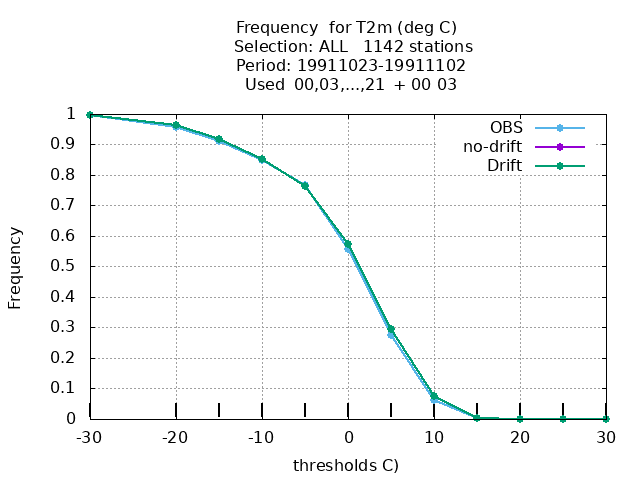 Frequency  for T2m (deg C)
Selection: ALL   1142 stations
Period: 19911023-19911102
Used  00,03,...,21  + 00 03
OBS
no-drift
Drift
1
0.9
0.8
0.7
0.6
0.5
0.4
0.3
0.2
0.1
0
Frequency
-30
-20
-10
0
10
20
30
thresholds C)